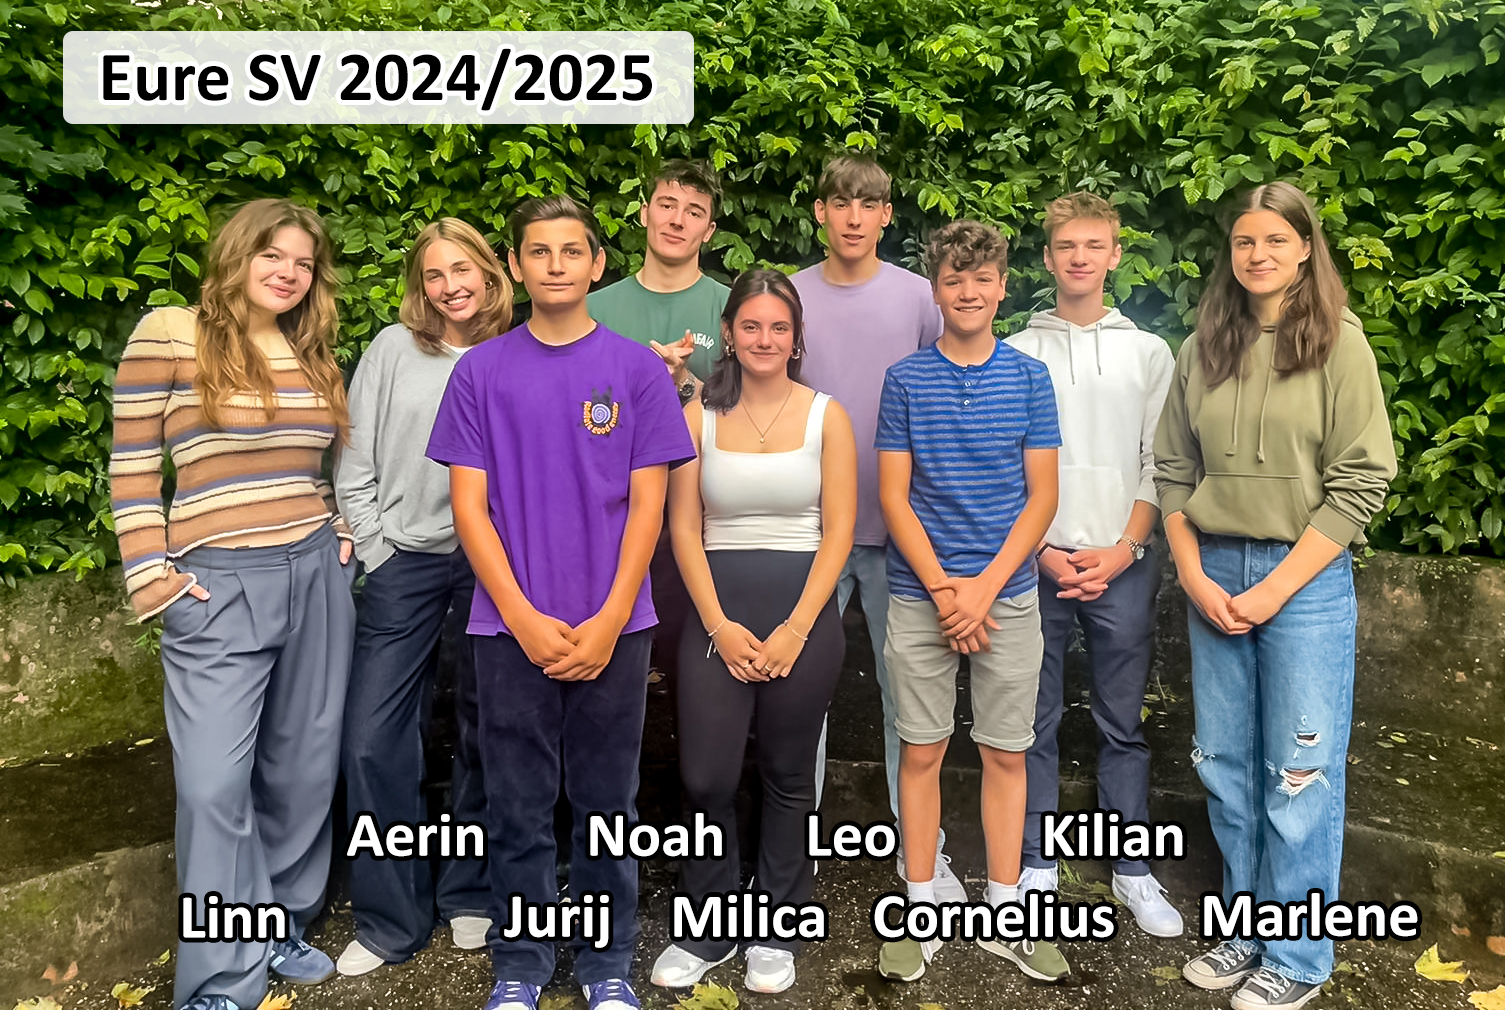 Eure SV 2024/2025
Aerin Noah Leo Kilian
Linn Jurij Milica Cornelius Marlene